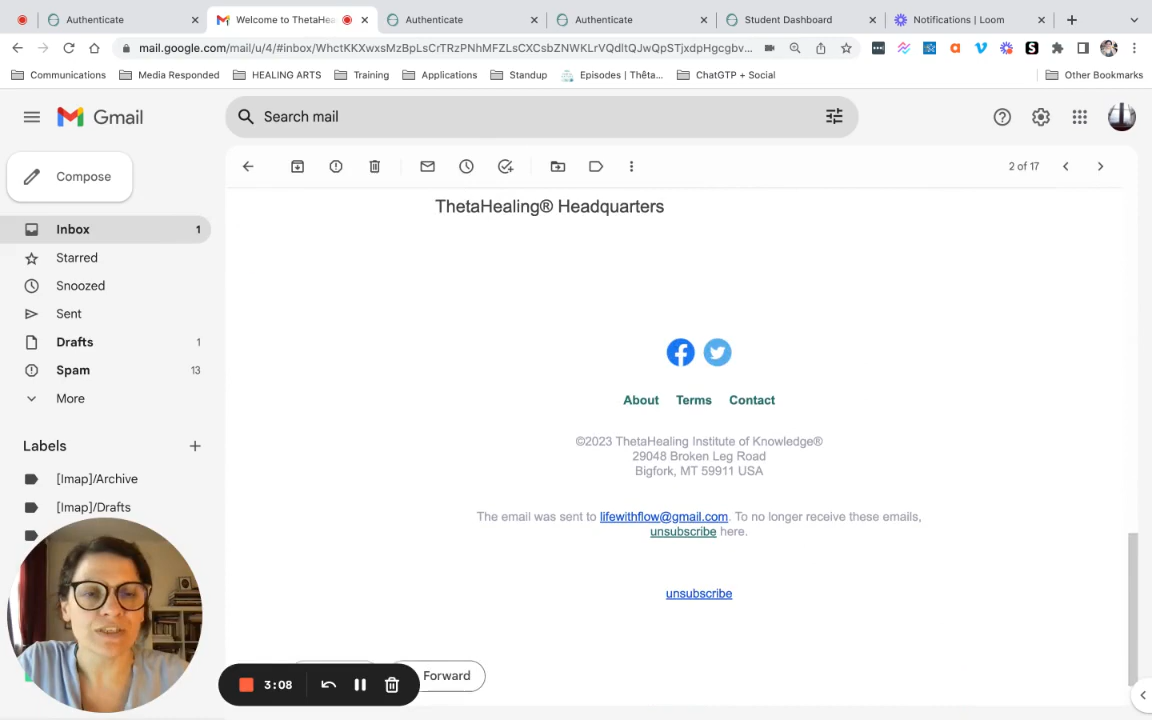 Authenticate
Welcome to ThetaHea
Authenticate
Authenticate
Student Dashboard
Notifications | Loom
mail.google.com/mail/u/4/#inbox/WhctKKXwxsMzBpLsCrTRzPNhMFZLsCXCsbZNWKLrVQdltQJwQpSTjxdpHgcgbv...
Communications
Media Responded
HEALING ARTS
Training
Applications
Standup
Episodes | Thêta...
ChatGTP + Social
Other Bookmarks
Gmail
Search mail
Compose
2 of 17
Inbox 1
Starred
Snoozed
Sent
Drafts 1
Spam 13
More
Labels
[Imap]/Archive
[Imap]/Drafts
ThetaHealing® Headquarters
About Terms Contact
©2023 ThetaHealing Institute of Knowledge®
29048 Broken Leg Road
Bigfork, MT 59911 USA
The email was sent to lifewithflow@gmail.com. To no longer receive these emails,
unsubscribe here.
unsubscribe
Forward
3:08